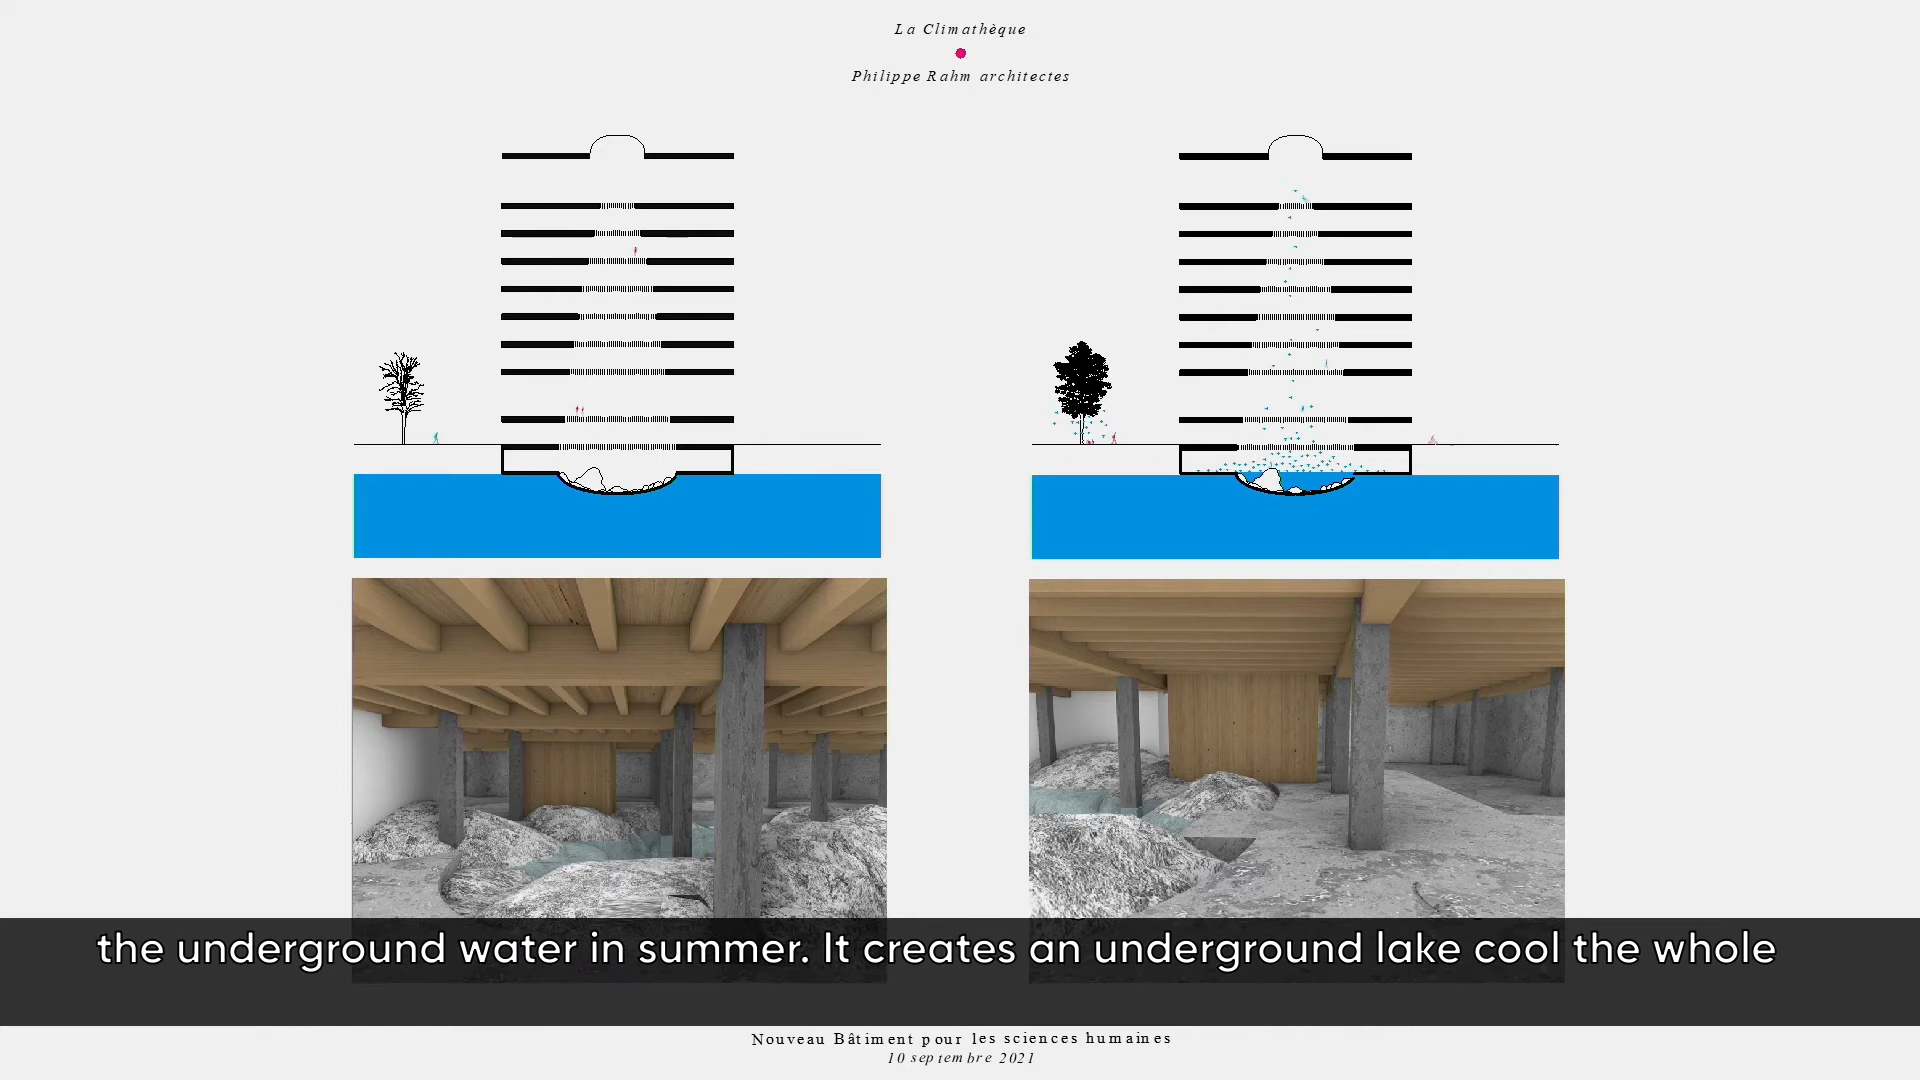 La Climathèque
Philippe Rahm architectes
the underground water in summer. It creates an underground lake cool the whole
Nouveau Bâtiment pour les sciences humaines
10 septembre 2021